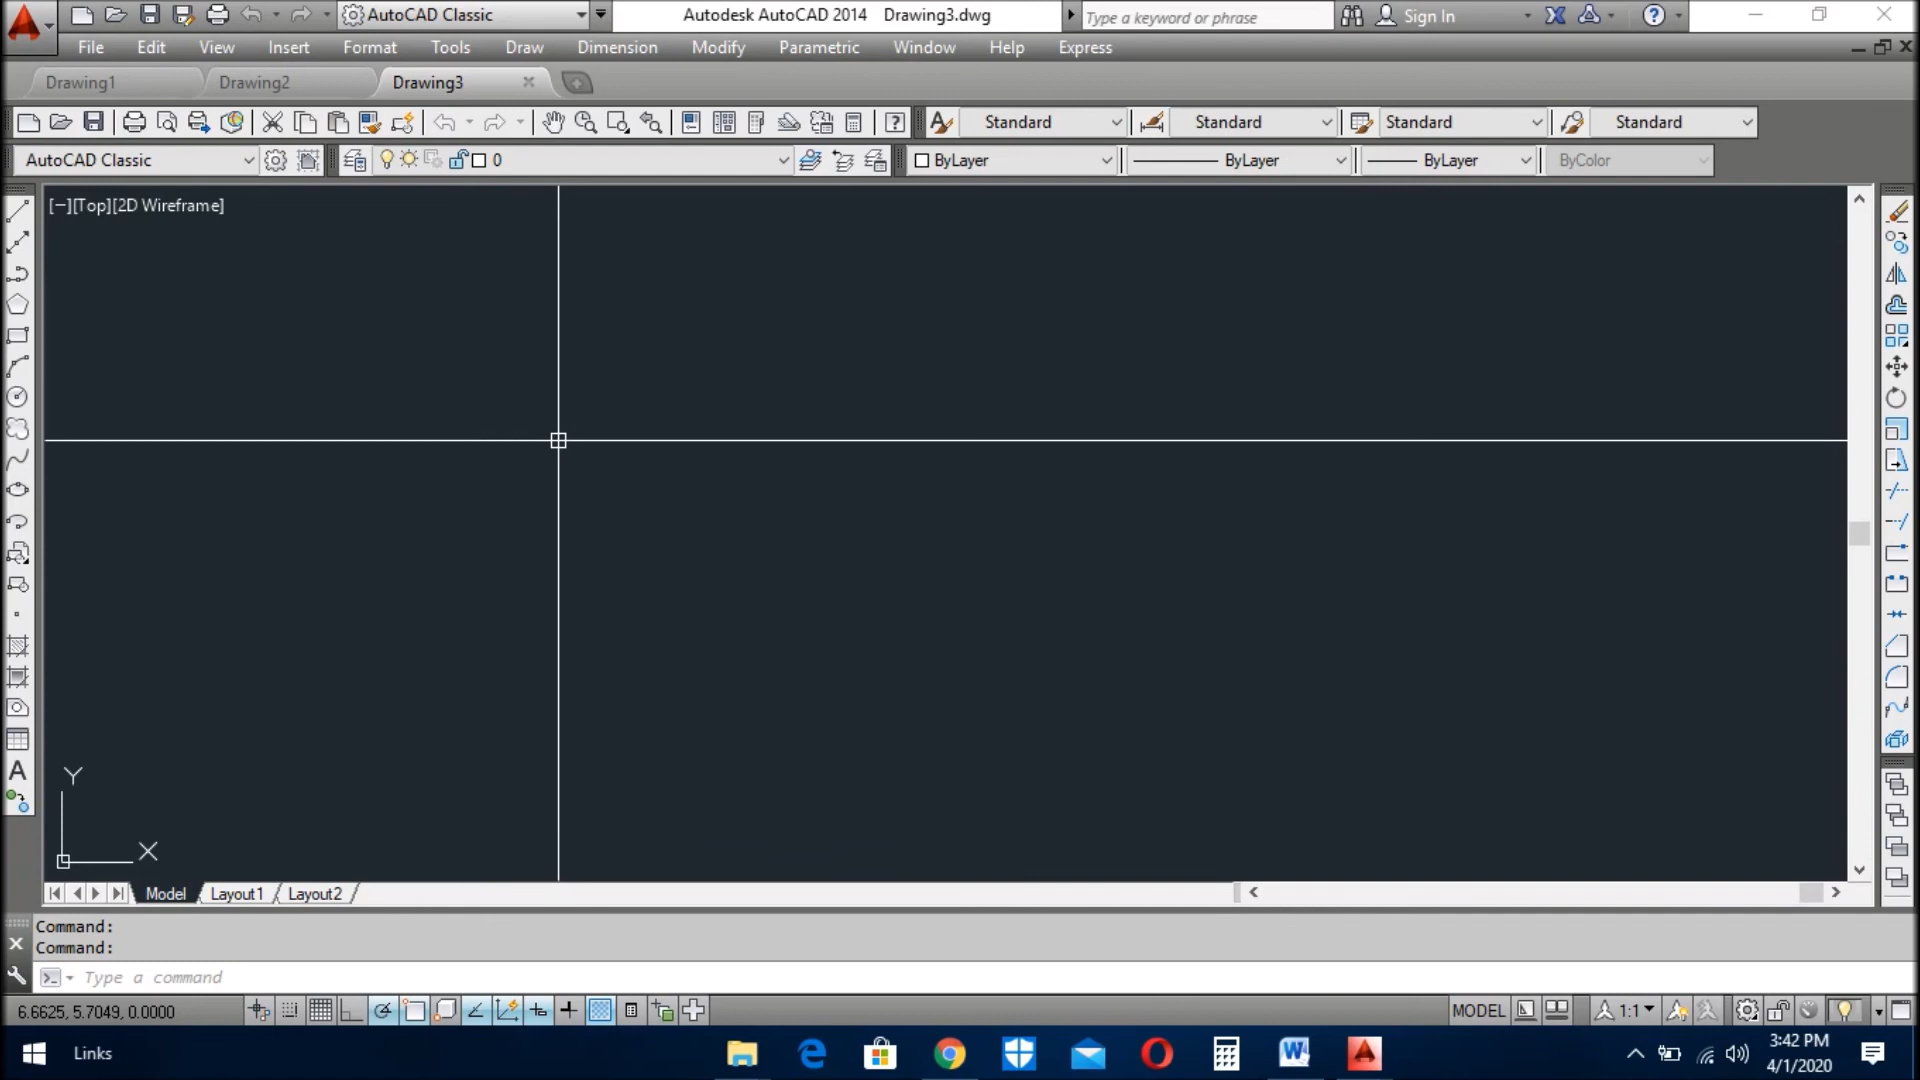 AutoCAD Classic
Autodesk AutoCAD 2014 Drawing3.dwg
Type a keyword or phrase
Sign In
File Edit View Insert Format Tools Draw Dimension Modify Parametric Window Help Express
Drawing1 Drawing2 Drawing3
Standard Standard Standard Standard
AutoCAD Classic 0 ByLayer ByLayer ByLayer ByColor
[−][Top][2D Wireframe]
Y
X
Model Layout1 Layout2
Command:
Command:
Type a command
6.6625, 5.7049, 0.0000 MODEL 1:1
3:42 PM
Links
4/1/2020